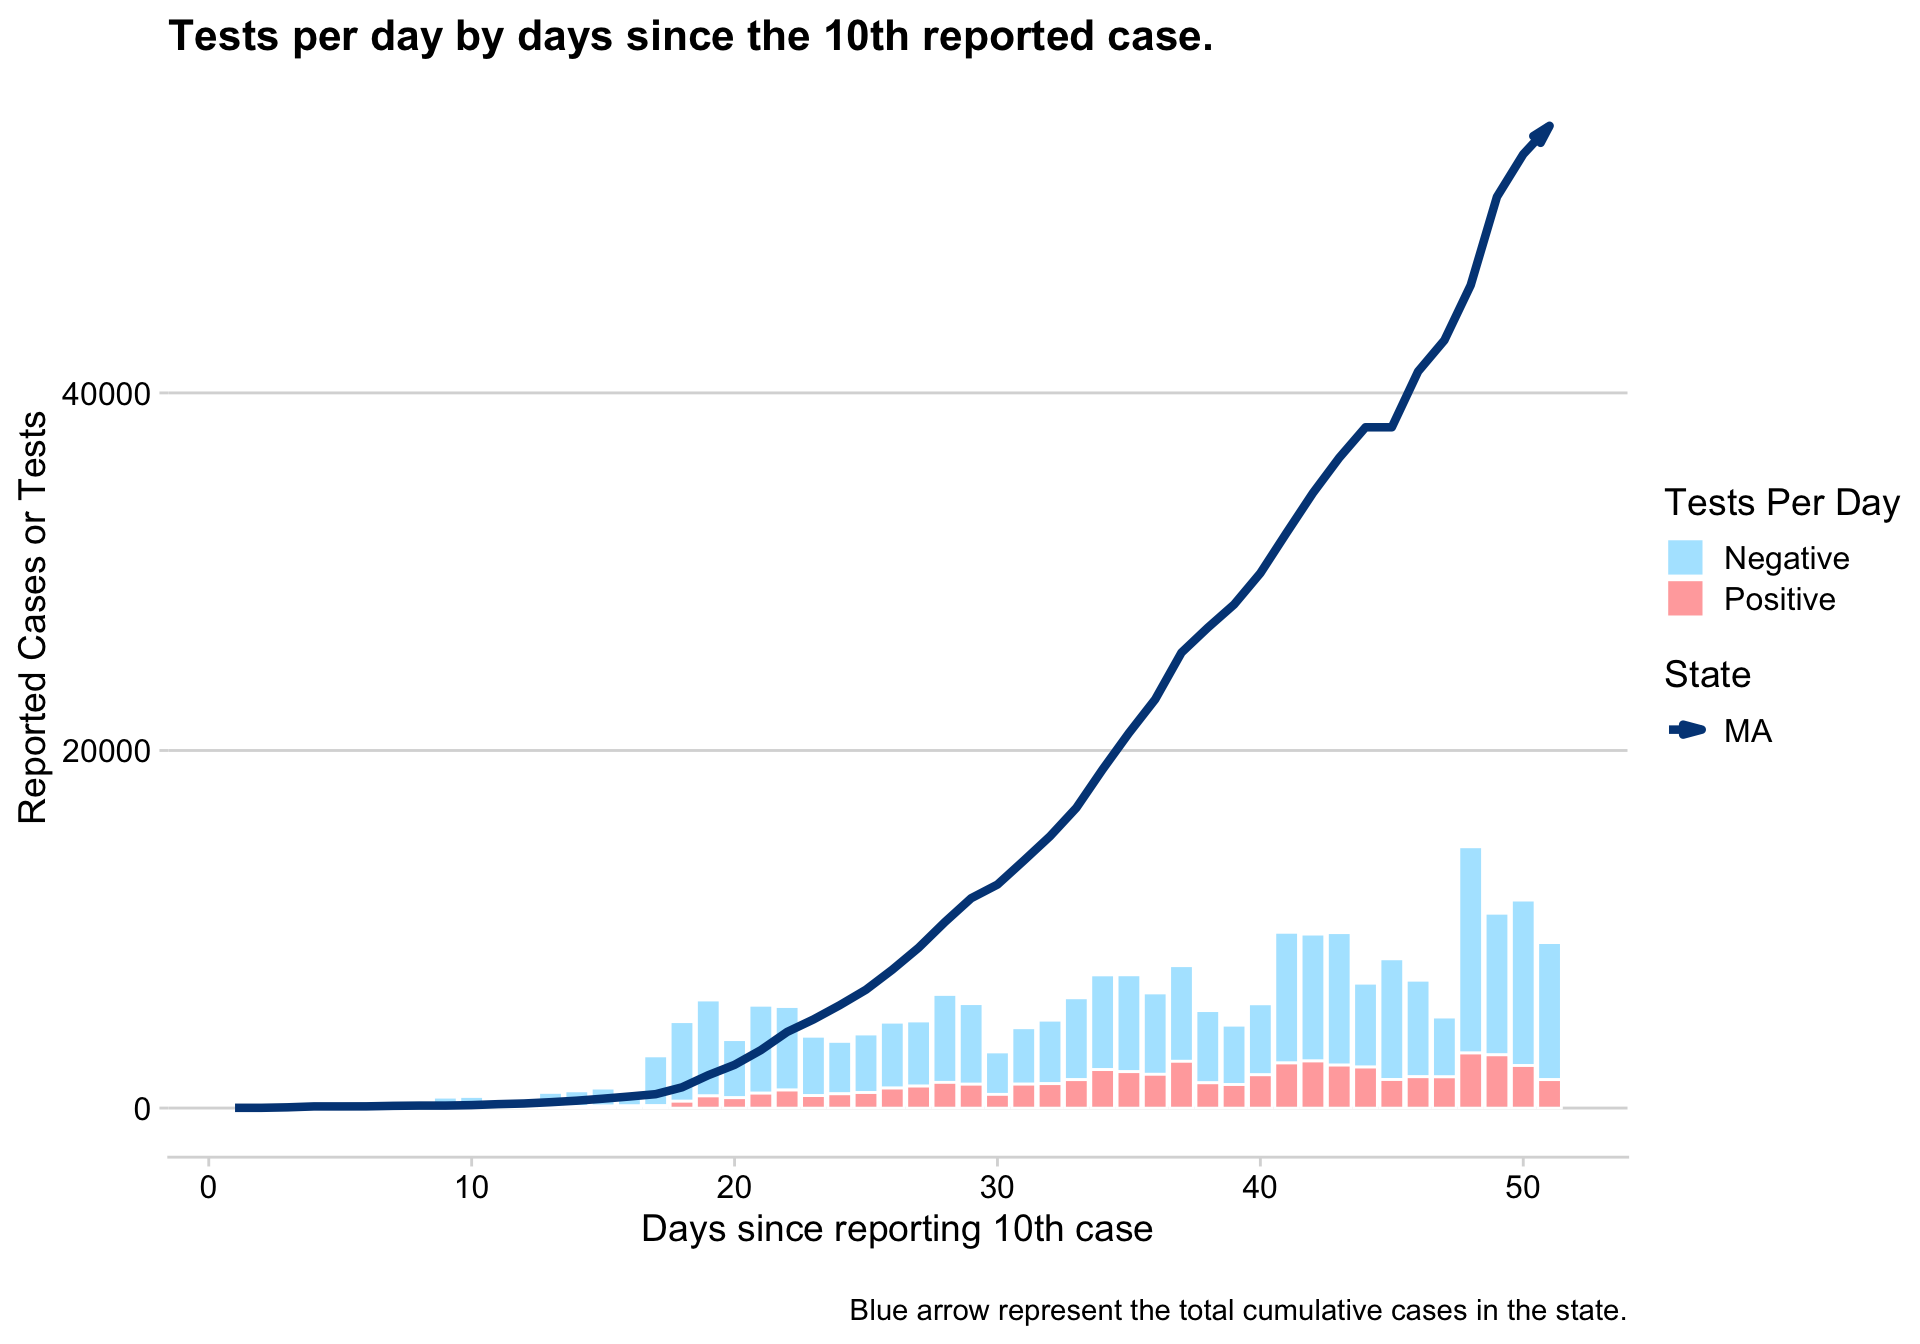 Tests per day by days since the 10th reported case.
Reported Cases or Tests
40000
20000
0
0 10 20 30 40 50
Days since reporting 10th case
Tests Per Day
Negative
Positive
State
MA
Blue arrow represent the total cumulative cases in the state.